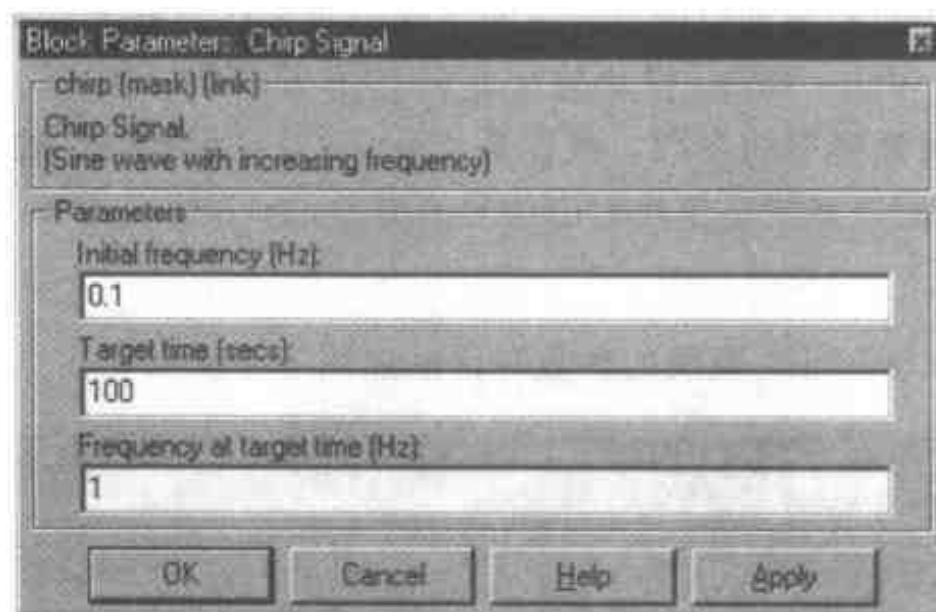 Block Parameters: Chirp Signal
chirp (mask) (link)
Chirp Signal.
(Sine wave with increasing frequency)
Parameters
Initial frequency (Hz):
0.1
Target time (secs):
100
Frequency at target time (Hz):
1
OK Cancel Help Apply